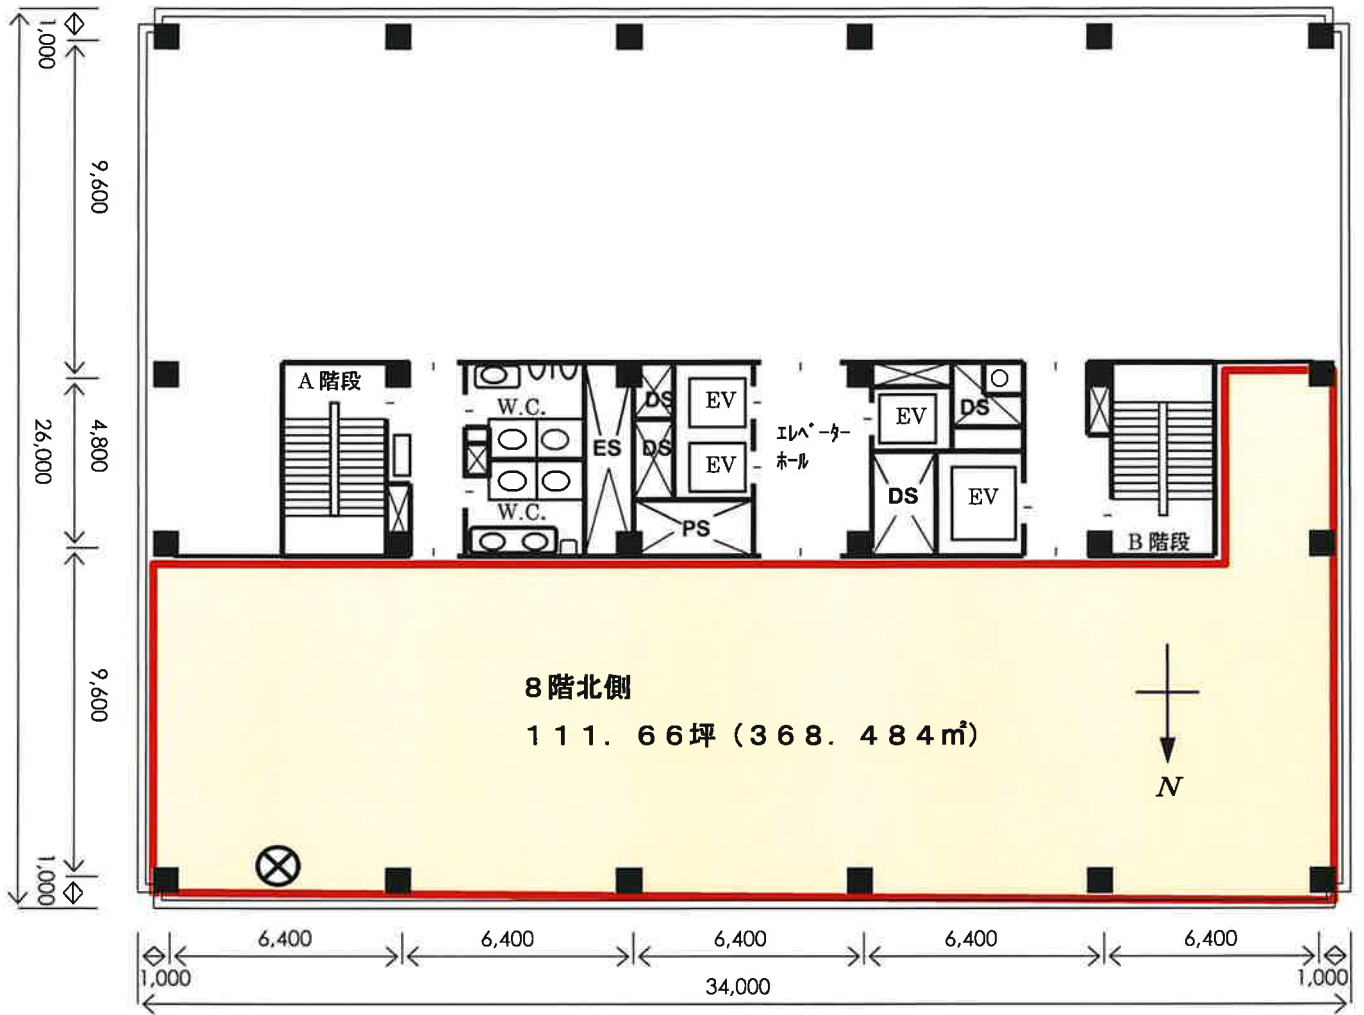 1,000
9,600
4,800
26,000
9,600
1,000
A 階段
W.C.
W.C.
ES
DS
DS
PS
EV
EV
エレベーター
ホール
EV
DS
DS
EV
B 階段
8階北側
111.66坪（368.484㎡）
N
6,400
6,400
6,400
6,400
6,400
1,000
34,000
1,000